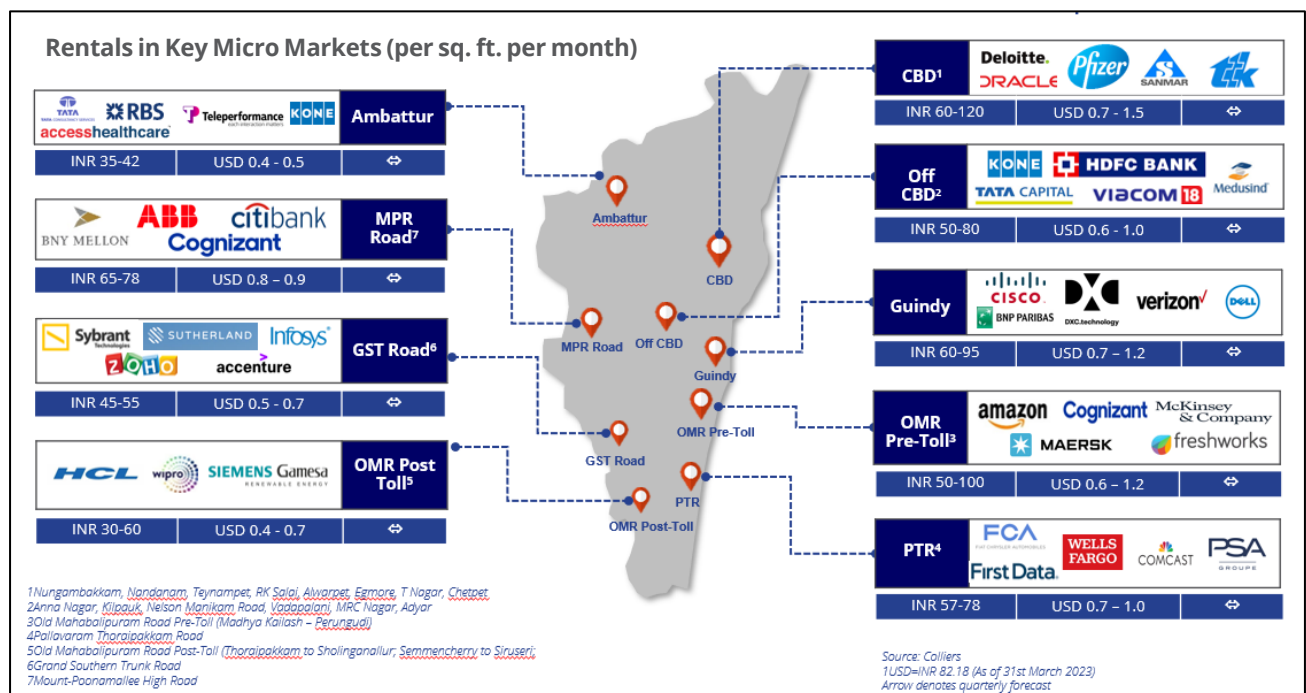 Rentals in Key Micro Markets (per sq. ft. per month)
TATA
TATA CONSULTANCY SERVICES
RBS
Teleperformance
each interaction matters
KONE
accesshealthcare
Ambattur
INR 35-42
USD 0.4 - 0.5
⇔
BNY MELLON
ABB
citibank
Cognizant
MPR
Road⁷
INR 65-78
USD 0.8 – 0.9
⇔
Sybrant
Technologies
SUTHERLAND
Infosys
ZOHO
accenture
GST Road⁶
INR 45-55
USD 0.5 - 0.7
⇔
HCL
wipro
SIEMENS Gamesa
RENEWABLE ENERGY
OMR Post
Toll⁵
INR 30-60
USD 0.4 - 0.7
⇔
Ambattur
CBD
MPR Road
Off CBD
Guindy
OMR Pre-Toll
GST Road
PTR
OMR Post-Toll
CBD¹
Deloitte.
Pfizer
SANMAR
ORACLE
INR 60-120
USD 0.7 - 1.5
⇔
Off
CBD²
KONE
HDFC BANK
TATA CAPITAL
VIACOM 18
Medusind
INR 50-80
USD 0.6 - 1.0
⇔
Guindy
CISCO
BNP PARIBAS
DXC.technology
verizon✓
DELL
INR 60-95
USD 0.7 – 1.2
⇔
OMR
Pre-Toll³
amazon
Cognizant
McKinsey
& Company
MAERSK
freshworks
INR 50-100
USD 0.6 – 1.2
⇔
PTR⁴
FCA
FIAT CHRYSLER AUTOMOBILES
WELLS
FARGO
COMCAST
PSA
GROUPE
First Data.
INR 57-78
USD 0.7 – 1.0
⇔
1Nungambakkam, Nandanam, Teynampet, RK Salai, Alwarpet, Egmore, T Nagar, Chetpet
2Anna Nagar, Kilpauk, Nelson Manikam Road, Vadapalani, MRC Nagar, Adyar
3Old Mahabalipuram Road Pre-Toll (Madhya Kailash – Perungudi)
4Pallavaram Thoraipakkam Road
5Old Mahabalipuram Road Post-Toll (Thoraipakkam to Sholinganallur; Semmencherry to Siruseri;
6Grand Southern Trunk Road
7Mount-Poonamallee High Road
Source: Colliers
1USD=INR 82.18 (As of 31st March 2023)
Arrow denotes quarterly forecast